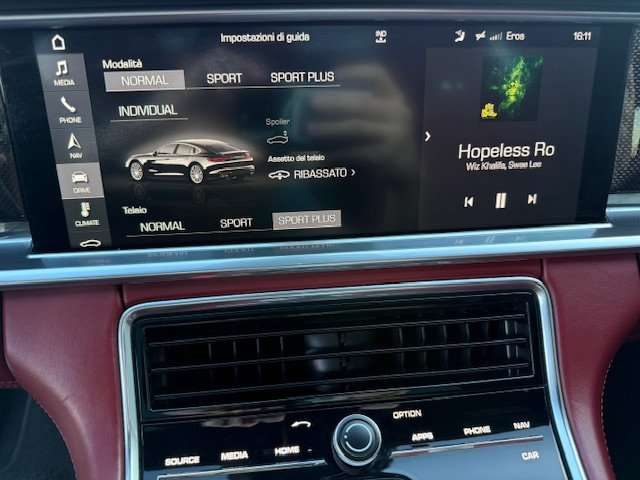 Impostazioni di guida
IND
Eros
16:11
MEDIA
PHONE
NAV
DRIVE
CLIMATE
Modalità
NORMAL SPORT SPORT PLUS
INDIVIDUAL
Spoiler
Assetto del telaio
RIBASSATO
Telaio
NORMAL SPORT SPORT PLUS
Hopeless Ro
Wiz Khalifa, Swae Lee
SOURCE MEDIA HOME OPTION APPS PHONE NAV
CAR